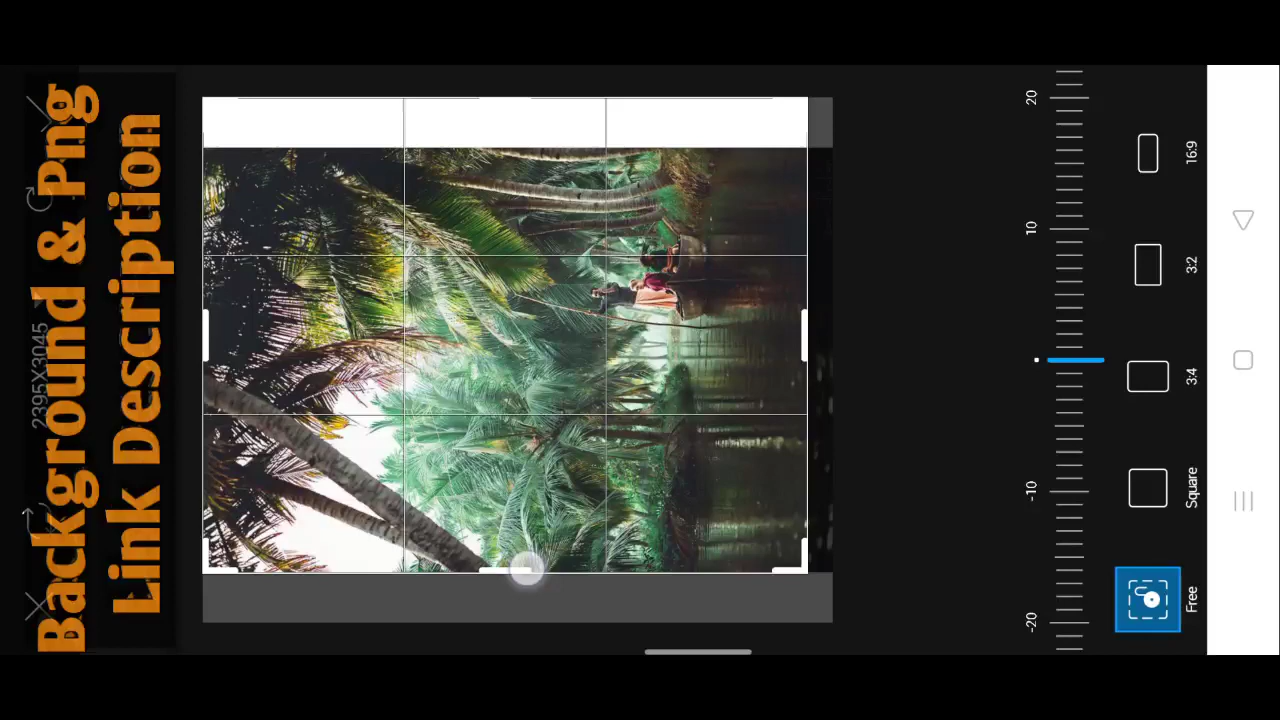 Background & Png
Link Description
2395X3045
20
10
-10
-20
16:9
3:2
3:4
Square
Free